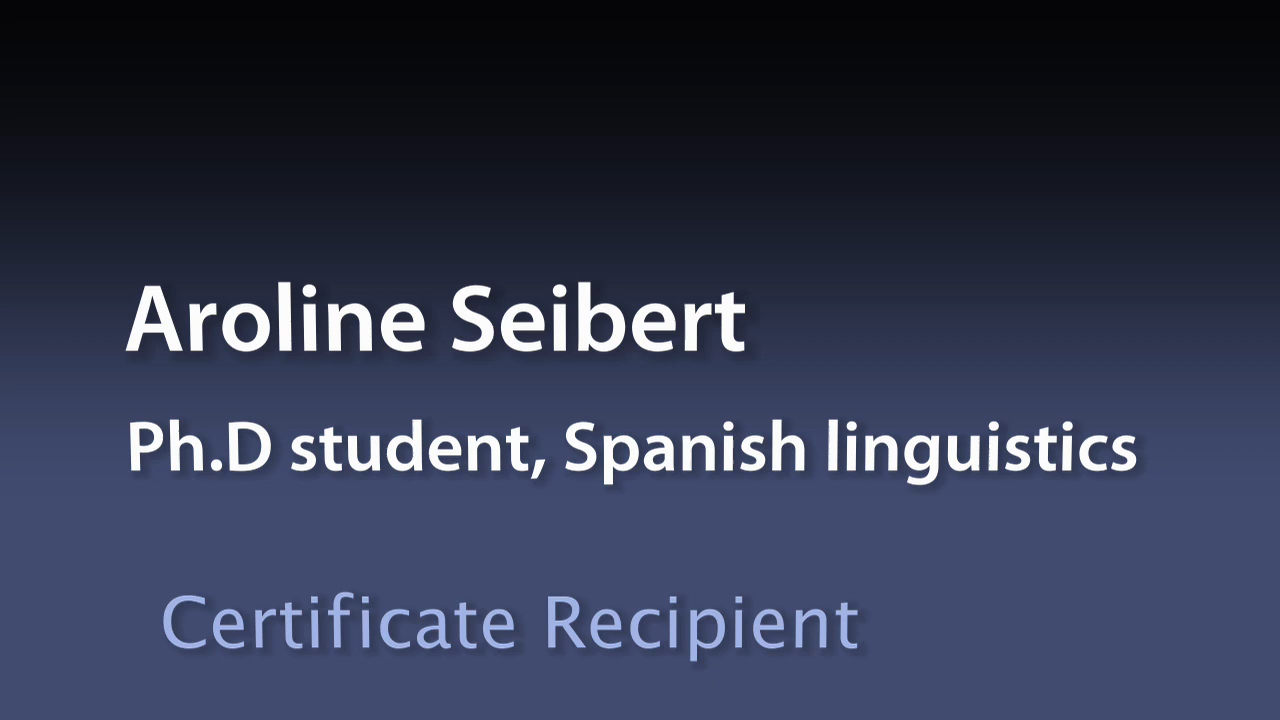 Aroline Seibert
Ph.D student, Spanish linguistics
Certificate Recipient